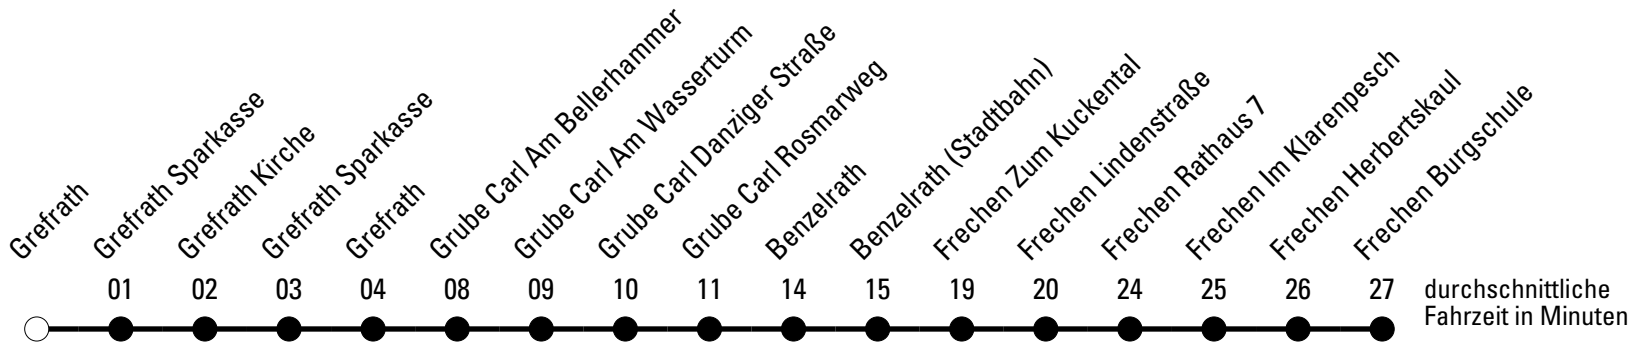 Grefrath
Grefrath Sparkasse
Grefrath Kirche
Grefrath Sparkasse
Grefrath
Grube Carl Am Bellerhammer
Grube Carl Am Wasserturm
Grube Carl Danziger Straße
Grube Carl Rosmarweg
Benzelrath
Benzelrath (Stadtbahn)
Frechen Zum Kuckental
Frechen Lindenstraße
Frechen Rathaus 7
Frechen Im Klarenpesch
Frechen Herbertskaul
Frechen Burgschule
01 02 03 04 08 09 10 11 14 15 19 20 24 25 26 27
durchschnittliche
Fahrzeit in Minuten